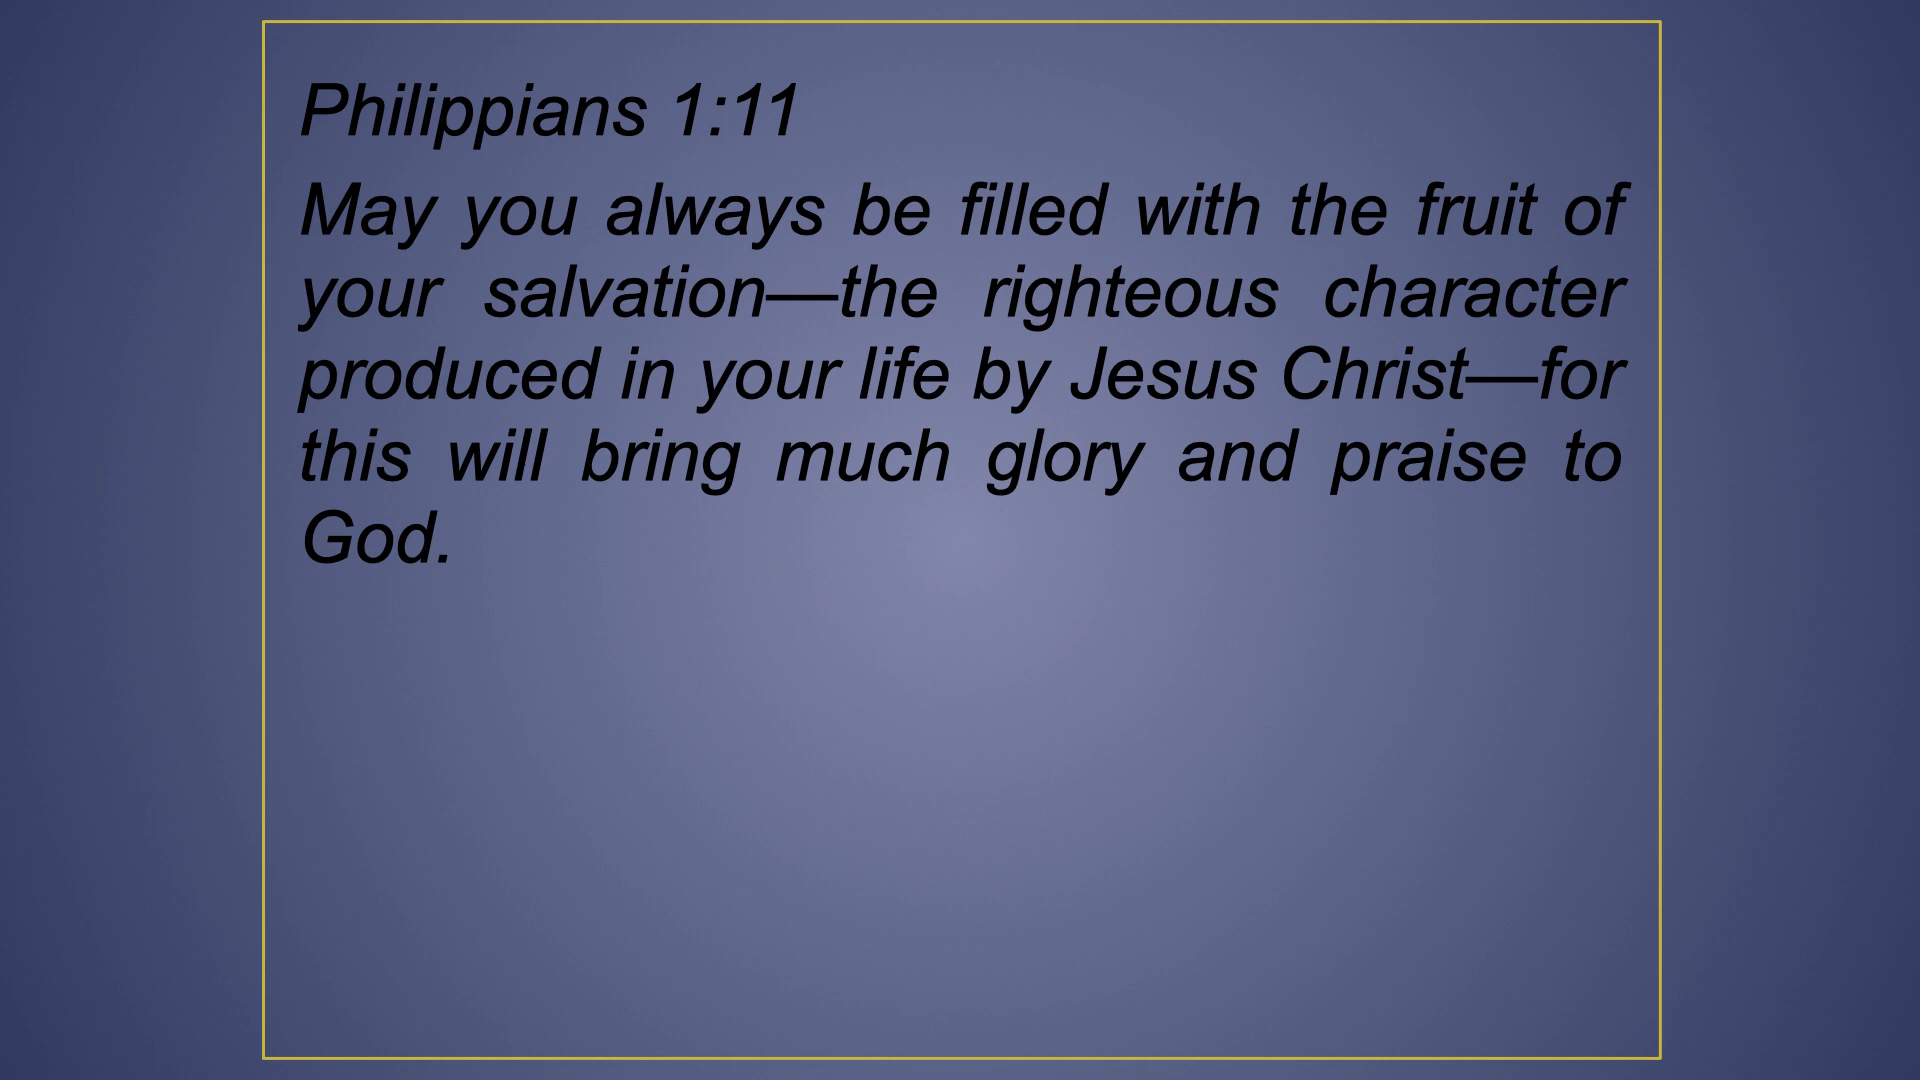 Philippians 1:11
May you always be filled with the fruit of
your salvation—the righteous character
produced in your life by Jesus Christ—for
this will bring much glory and praise to
God.